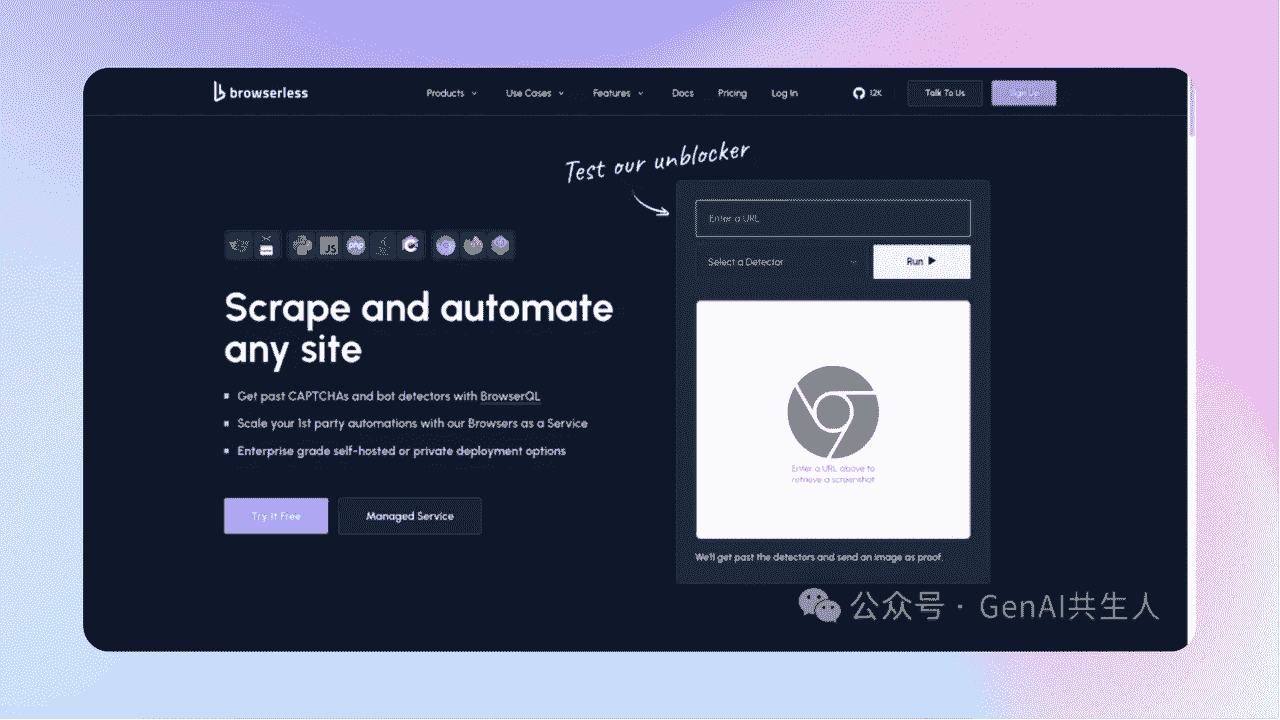 browserless
Products
Use Cases
Features
Docs
Pricing
Log In
12K
Talk To Us
Sign Up
Test our unblocker
Enter a URL
Select a Detector
Run
JS
php
Scrape and automate
any site
Get past CAPTCHAs and bot detectors with BrowserQL
Scale your 1st party automations with our Browsers as a Service
Enterprise grade self-hosted or private deployment options
Try It Free
Managed Service
Enter a URL above to
retrieve a screenshot
We'll get past the detectors and send an image as proof.
公众号 · GenAI共生人